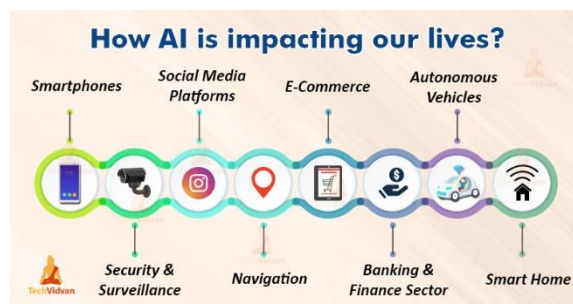 How AI is impacting our lives?
Smartphones
Social Media
Platforms
E-Commerce
Autonomous
Vehicles
Security &
Surveillance
Navigation
Banking &
Finance Sector
Smart Home
TechVidvan
TechVidvan